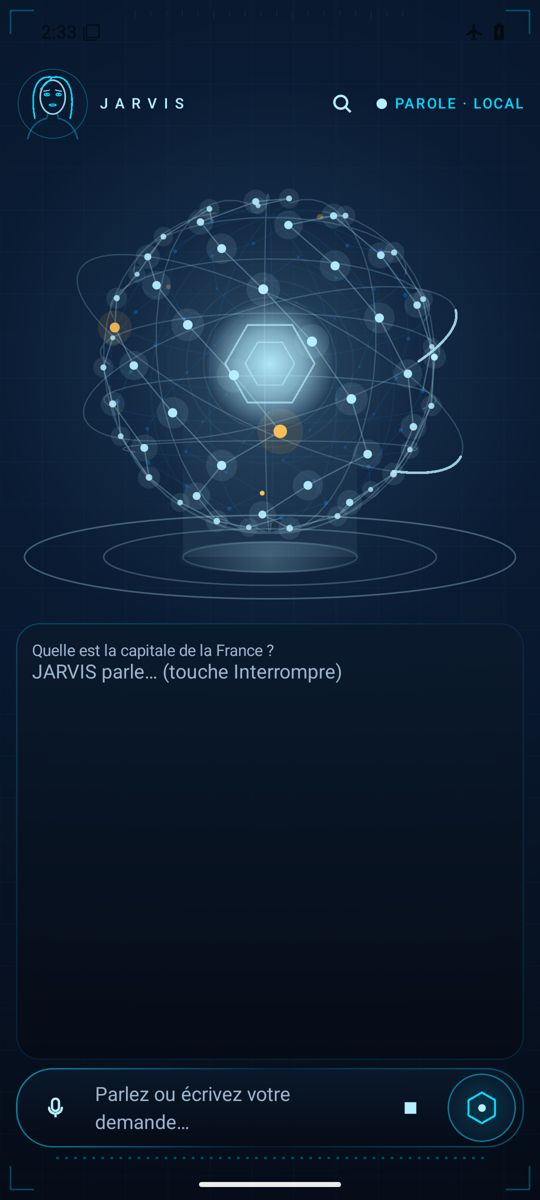 2:33
JARVIS
PAROLE · LOCAL
Quelle est la capitale de la France ?
JARVIS parle… (touche Interrompre)
Parlez ou écrivez votre
demande…